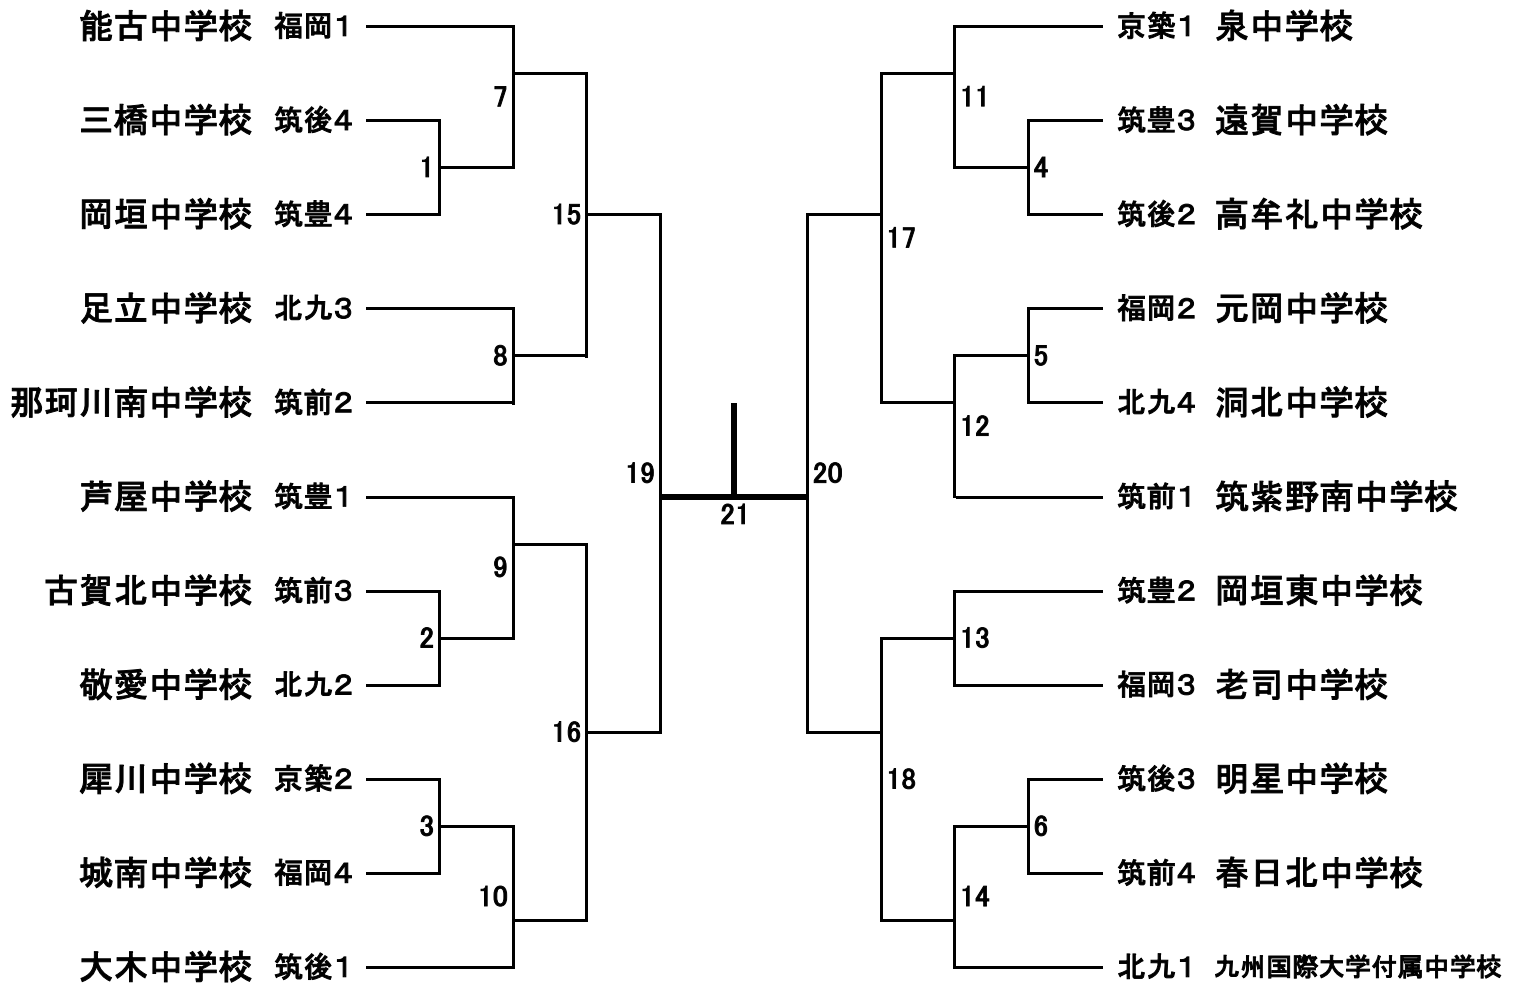 能古中学校 福岡1
三橋中学校 筑後4
岡垣中学校 筑豊4
足立中学校 北九3
那珂川南中学校 筑前2
芦屋中学校 筑豊1
古賀北中学校 筑前3
敬愛中学校 北九2
犀川中学校 京築2
城南中学校 福岡4
大木中学校 筑後1
7
1
15
8
19
9
2
16
3
10
21
20
11
4
17
5
12
13
18
6
14
京築1 泉中学校
筑豊3 遠賀中学校
筑後2 高牟礼中学校
福岡2 元岡中学校
北九4 洞北中学校
筑前1 筑紫野南中学校
筑豊2 岡垣東中学校
福岡3 老司中学校
筑後3 明星中学校
筑前4 春日北中学校
北九1 九州国際大学付属中学校